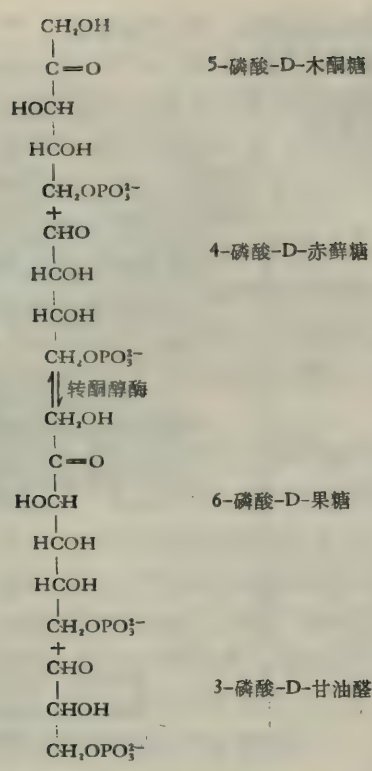 CH₂OH
C=O 5-磷酸-D-木酮糖
HOCH
HCOH
CH₂OPO₃²⁻
+
CHO
4-磷酸-D-赤藓糖
HCOH
HCOH
CH₂OPO₃²⁻
转酮醇酶
CH₂OH
C=O
HOCH 6-磷酸-D-果糖
HCOH
HCOH
CH₂OPO₃²⁻
+
CHO
3-磷酸-D-甘油醛
CHOH
CH₂OPO₃²⁻